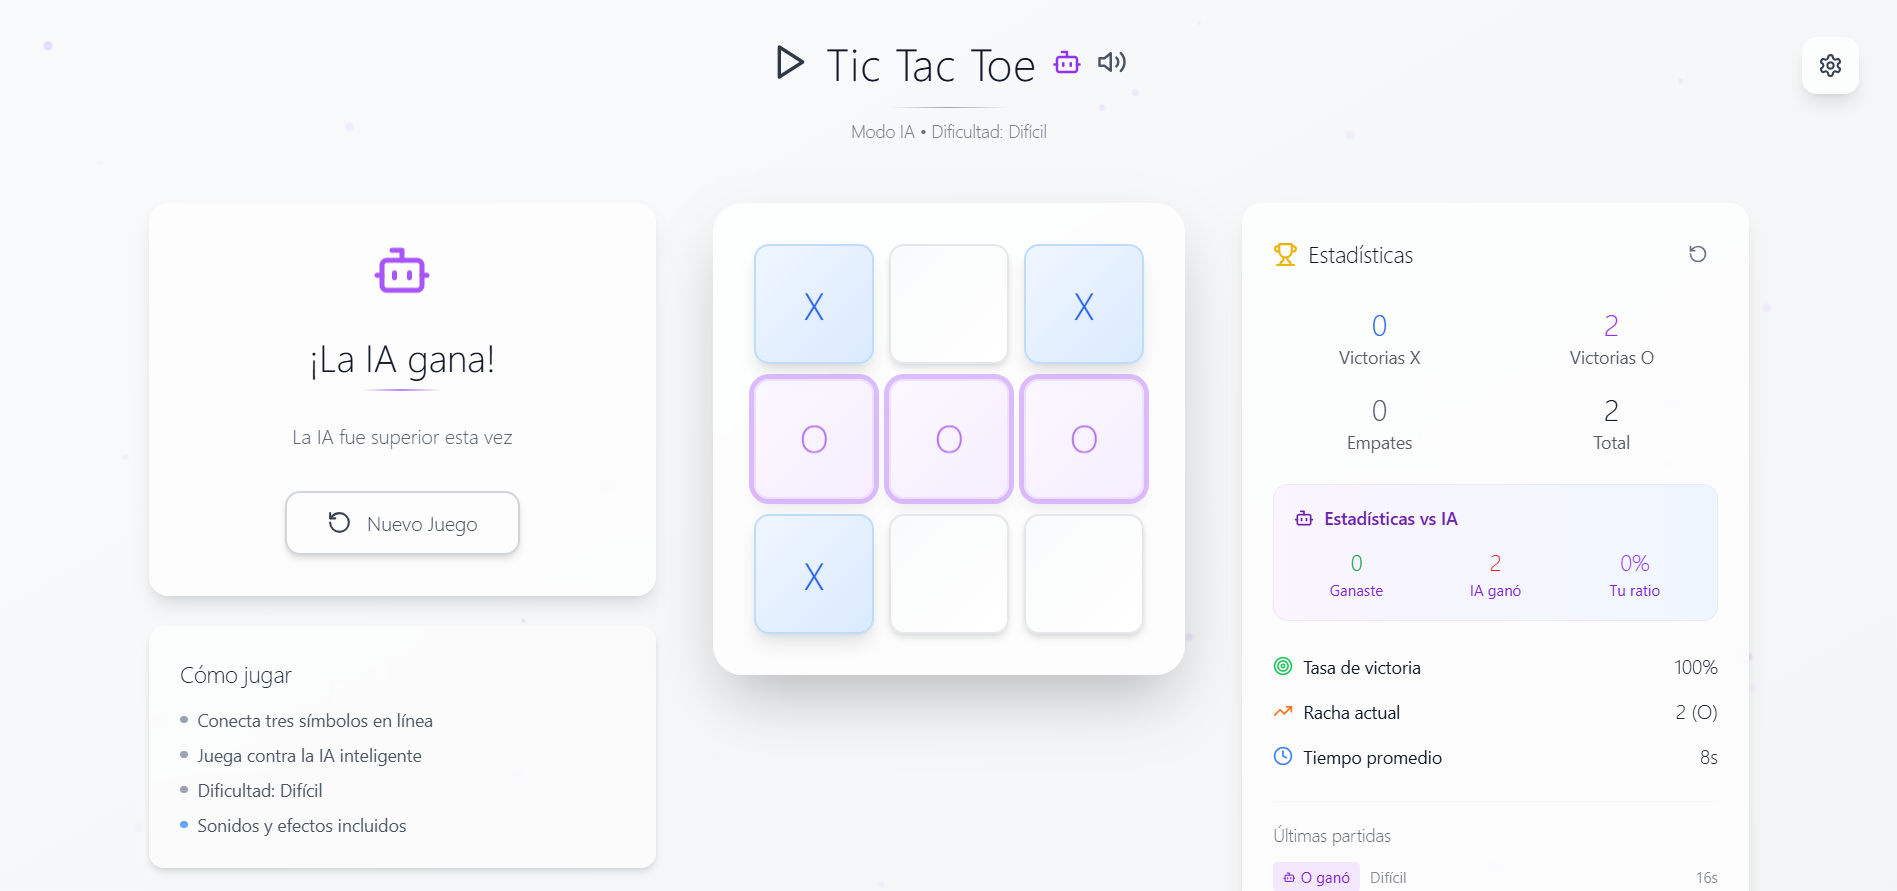 Tic Tac Toe
Modo IA • Dificultad: Difícil
¡La IA gana!
La IA fue superior esta vez
Nuevo Juego
Cómo jugar
Conecta tres símbolos en línea
Juega contra la IA inteligente
Dificultad: Difícil
Sonidos y efectos incluidos
X X
O O O
X
Estadísticas
0 2
Victorias X Victorias O
0 2
Empates Total
Estadísticas vs IA
0 2 0%
Ganaste IA ganó Tu ratio
Tasa de victoria 100%
Racha actual 2 (O)
Tiempo promedio 8s
Últimas partidas
O ganó Difícil 16s